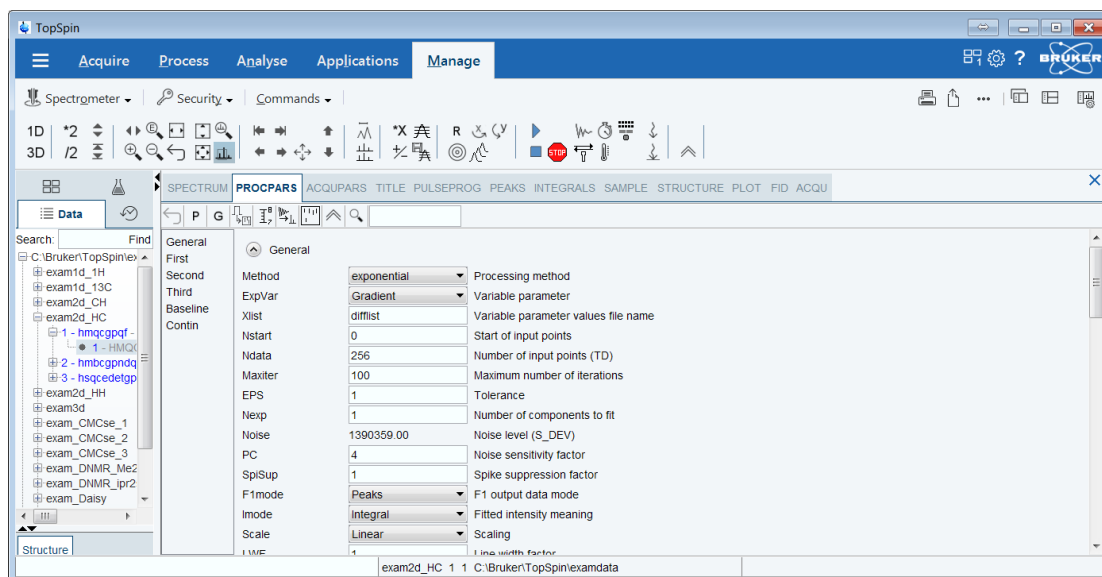 TopSpin
Acquire Process Analyse Applications Manage
? BRUKER
Spectrometer Security Commands
1D *2 *X R
3D /2 STOP
SPECTRUM PROCPARS ACQUPARS TITLE PULSEPROG PEAKS INTEGRALS SAMPLE STRUCTURE PLOT FID ACQU
Data
P G
Search: Find
C:\Bruker\TopSpin\ex
exam1d_1H
exam1d_13C
exam2d_CH
exam2d_HC
1 - hmqcgpqf -
1 - HMQC
2 - hmbcgpndq
3 - hsqcedetgp
exam2d_HH
exam3d
exam_CMCse_1
exam_CMCse_2
exam_CMCse_3
exam_DNMR_Me2
exam_DNMR_ipr2
exam_Daisy
Structure
General
First
Second
Third
Baseline
Contin
General
Method exponential Processing method
ExpVar Gradient Variable parameter
Xlist difflist Variable parameter values file name
Nstart 0 Start of input points
Ndata 256 Number of input points (TD)
Maxiter 100 Maximum number of iterations
EPS 1 Tolerance
Nexp 1 Number of components to fit
Noise 1390359.00 Noise level (S_DEV)
PC 4 Noise sensitivity factor
SpiSup 1 Spike suppression factor
F1mode Peaks F1 output data mode
Imode Integral Fitted intensity meaning
Scale Linear Scaling
LWF 1 Line width factor
exam2d_HC 1 1 C:\Bruker\TopSpin\examdata